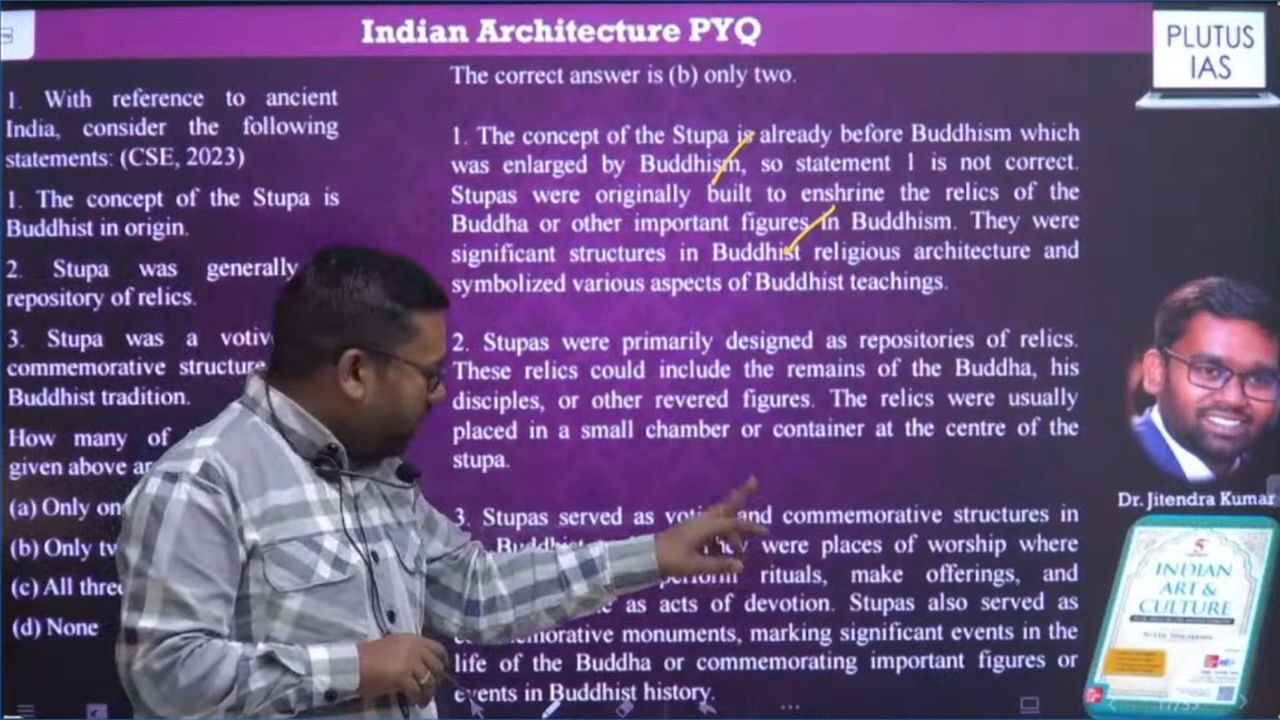 Indian Architecture PYQ
PLUTUS
IAS
1. With reference to ancient
India, consider the following
statements: (CSE, 2023)
1. The concept of the Stupa is
Buddhist in origin.
2. Stupa was generally
repository of relics.
3. Stupa was a
commemorative structure
Buddhist tradition.
How many of
given above
(a) Only
(b) Only
(c) All
(d) None
The correct answer is (b) only two.
1. The concept of the Stupa is already before Buddhism which
was enlarged by Buddhism, so statement 1 is not correct.
Stupas were originally built to enshrine the relics of the
Buddha or other important figures in Buddhism. They were
significant structures in Buddhist religious architecture and
symbolized various aspects of Buddhist teachings.
2. Stupas were primarily designed as repositories of relics.
These relics could include the remains of the Buddha, his
disciples, or other revered figures. The relics were usually
placed in a small chamber or container at the centre of the
stupa.
3. Stupas served as and commemorative structures in
were places of worship where
rituals, make offerings, and
as acts of devotion. Stupas also served as
monuments, marking significant events in the
life of the Buddha or commemorating important figures or
events in Buddhist history.
Dr. Jitendra Kumar
INDIAN
ART &
CULTURE
17/55